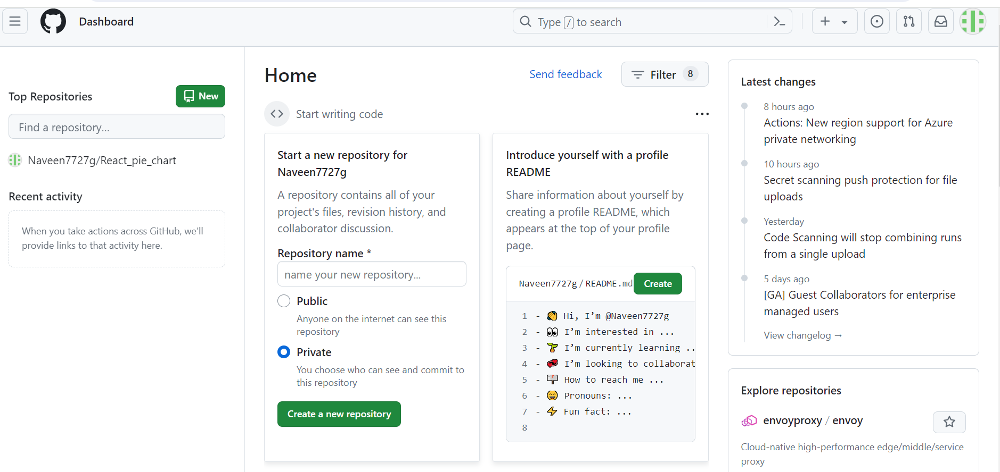 Dashboard
Type / to search
Top Repositories
New
Find a repository...
Naveen7727g/React_pie_chart
Recent activity
When you take actions across GitHub, we’ll
provide links to that activity here.
Home
Send feedback
Filter 8
Start writing code
Start a new repository for
Naveen7727g
A repository contains all of your
project's files, revision history, and
collaborator discussion.
Repository name *
name your new repository...
Public
Anyone on the internet can see this
repository
Private
You choose who can see and commit to
this repository
Create a new repository
Introduce yourself with a profile
README
Share information about yourself by
creating a profile README, which
appears at the top of your profile
page.
Naveen7727g / README.md
Create
1 - 👋 Hi, I’m @Naveen7727g
2 - 👀 I’m interested in ...
3 - 🌱 I’m currently learning ..
4 - 💞️ I’m looking to collaborat
5 - 📫 How to reach me ...
6 - 😄 Pronouns: ...
7 - ⚡ Fun fact: ...
8
Latest changes
8 hours ago
Actions: New region support for Azure
private networking
10 hours ago
Secret scanning push protection for file
uploads
Yesterday
Code Scanning will stop combining runs
from a single upload
5 days ago
[GA] Guest Collaborators for enterprise
managed users
View changelog →
Explore repositories
envoyproxy / envoy
Cloud-native high-performance edge/middle/service
proxy